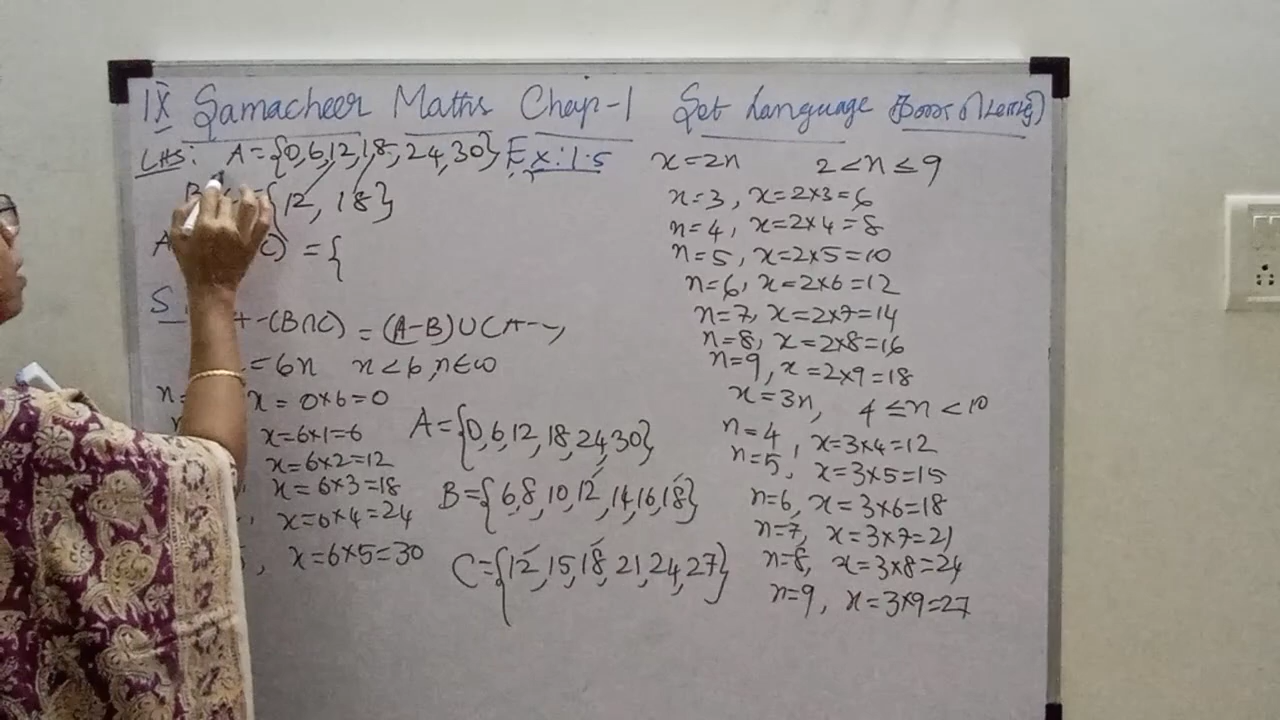 IX Samacheer Maths Chap-1 Set Language
LHS: A={0,6,12,18,24,30} Ex:1.5
={12, 18}
A C) = {
S
(B∩C) = (A-B)∪(A-
=6n n<6, n∈W
x=0×6=0
x=6×1=6
x=6×2=12
x=6×3=18
x=6×4=24
x=6×5=30
A={0,6,12,18,24,30}
B={6,8,10,12,14,16,18}
C={12,15,18,21,24,27}
x=2n 2<n≤9
n=3, x=2×3=6
n=4, x=2×4=8
n=5, x=2×5=10
n=6, x=2×6=12
n=7, x=2×7=14
n=8, x=2×8=16
n=9, x=2×9=18
x=3n, 4≤n<10
n=4, x=3×4=12
n=5, x=3×5=15
n=6, x=3×6=18
n=7, x=3×7=21
n=8, x=3×8=24
n=9, x=3×9=27